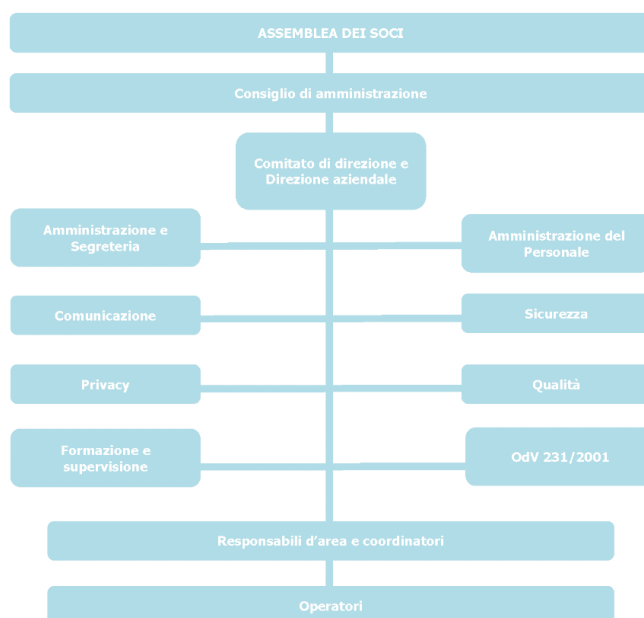 ASSEMBLEA DEI SOCI
Consiglio di amministrazione
Comitato di direzione e
Direzione aziendale
Amministrazione e
Segreteria
Amministrazione del
Personale
Comunicazione
Sicurezza
Privacy
Qualità
Formazione e
supervisione
OdV 231/2001
Responsabili d'area e coordinatori
Operatori